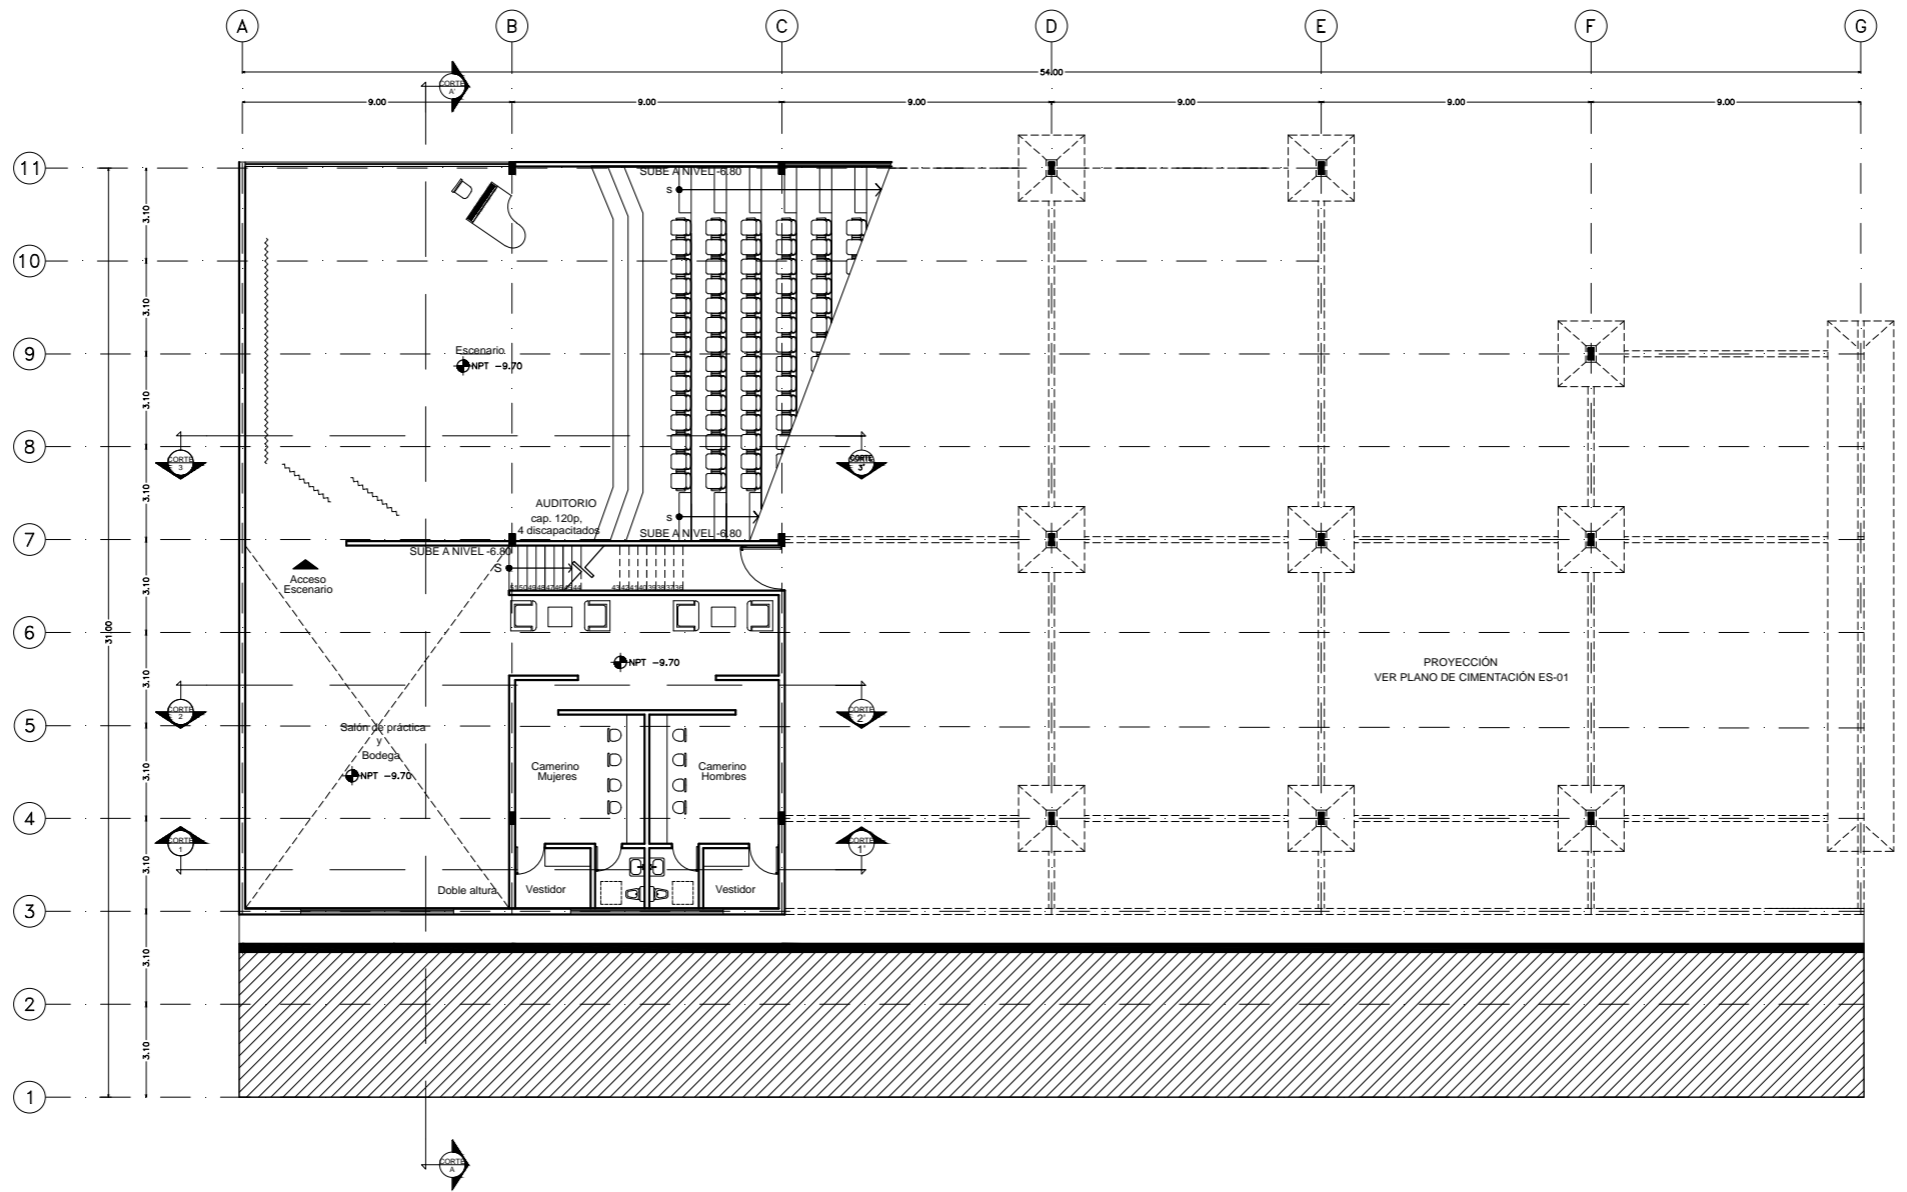 A
B
C
D
E
F
G
54.00
CORTE
A'
9.00
9.00
9.00
9.00
9.00
9.00
11
10
9
8
7
6
5
4
3
2
1
3.10
3.10
3.10
3.10
3.10
3.10
3.10
3.10
3.10
3.10
31.00
SUBE A NIVEL -6.80
S
Escenario
NPT -9.70
CORTE
3
CORTE
3'
AUDITORIO
cap. 120p,
4 discapacitados
S
SUBE A NIVEL -6.80
SUBE A NIVEL -6.80
S
Acceso
Escenario
NPT -9.70
PROYECCIÓN
VER PLANO DE CIMENTACIÓN ES-01
CORTE
2
CORTE
2'
Salón de práctica
y
Bodega
NPT -9.70
Camerino
Mujeres
Camerino
Hombres
CORTE
1
CORTE
1'
Doble altura
Vestidor
Vestidor
CORTE
A